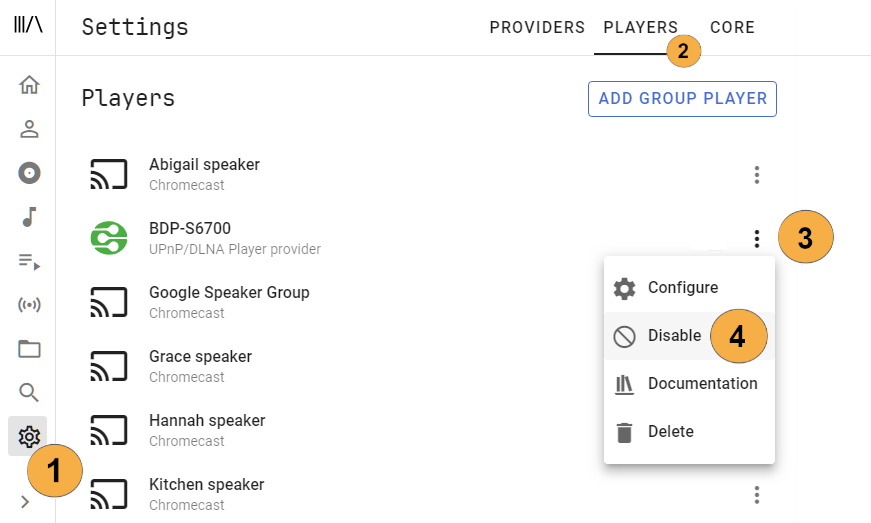 Settings
PROVIDERS PLAYERS CORE
2
Players
ADD GROUP PLAYER
Abigail speaker
Chromecast
BDP-S6700
UPnP/DLNA Player provider
3
Google Speaker Group
Chromecast
Grace speaker
Chromecast
Hannah speaker
Chromecast
Kitchen speaker
Chromecast
Configure
Disable
4
Documentation
Delete
1